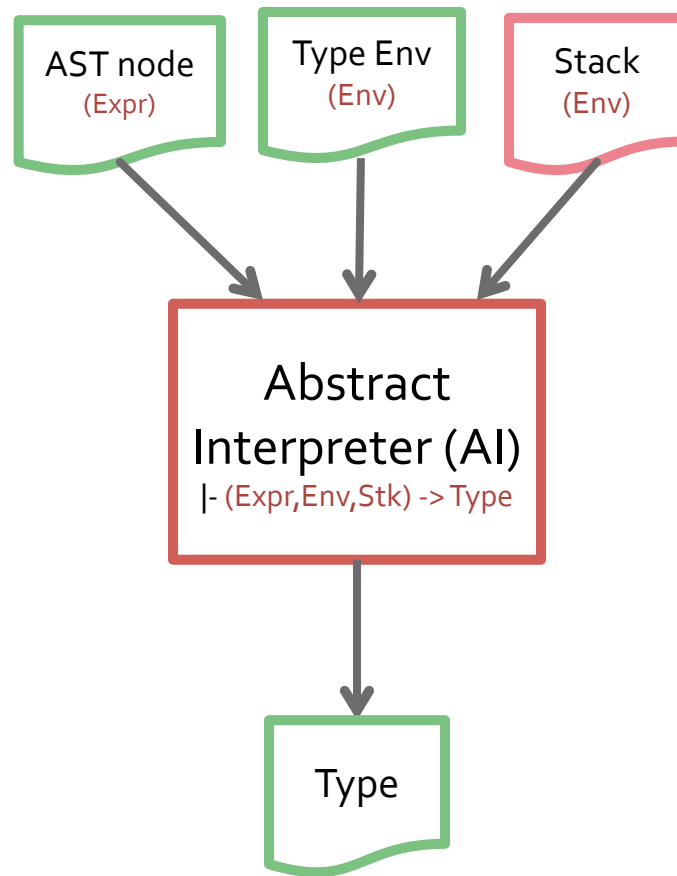 AST node
(Expr)
Type Env
(Env)
Stack
(Env)
Abstract
Interpreter (AI)
|- (Expr,Env,Stk) -> Type
Type